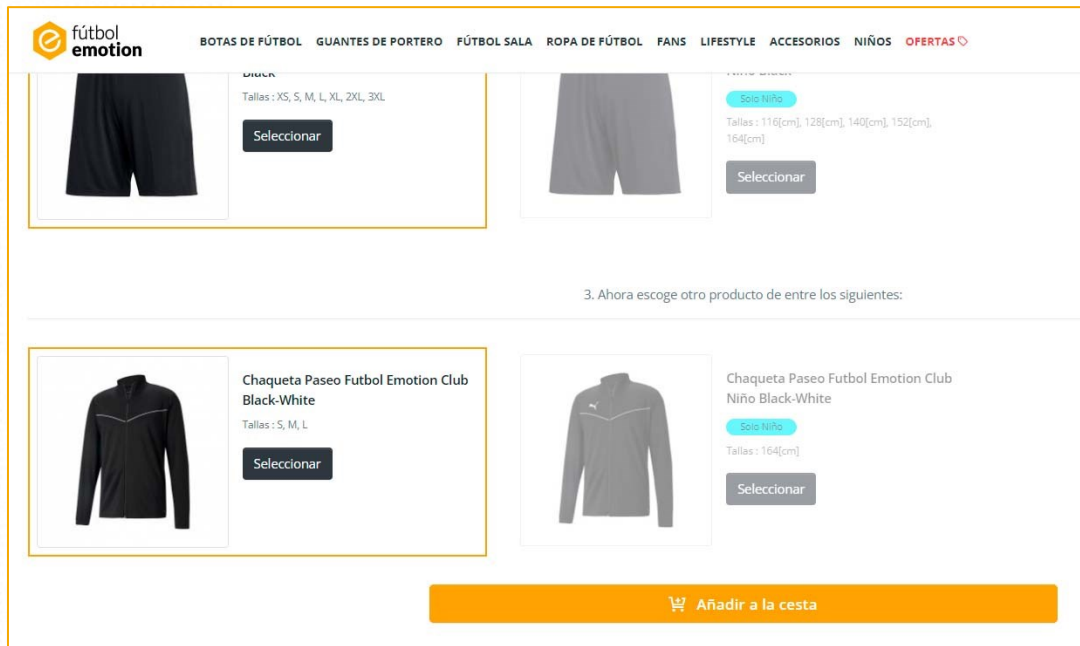 fútbol
emotion
BOTAS DE FÚTBOL GUANTES DE PORTERO FÚTBOL SALA ROPA DE FÚTBOL FANS LIFESTYLE ACCESORIOS NIÑOS OFERTAS
Black
Tallas : XS, S, M, L, XL, 2XL, 3XL
Seleccionar
Niño Black
Solo Niño
Tallas : 116[cm], 128[cm], 140[cm], 152[cm],
164[cm]
Seleccionar
3. Ahora escoge otro producto de entre los siguientes:
Chaqueta Paseo Futbol Emotion Club
Black-White
Tallas : S, M, L
Seleccionar
Chaqueta Paseo Futbol Emotion Club
Niño Black-White
Solo Niño
Tallas : 164[cm]
Seleccionar
Añadir a la cesta